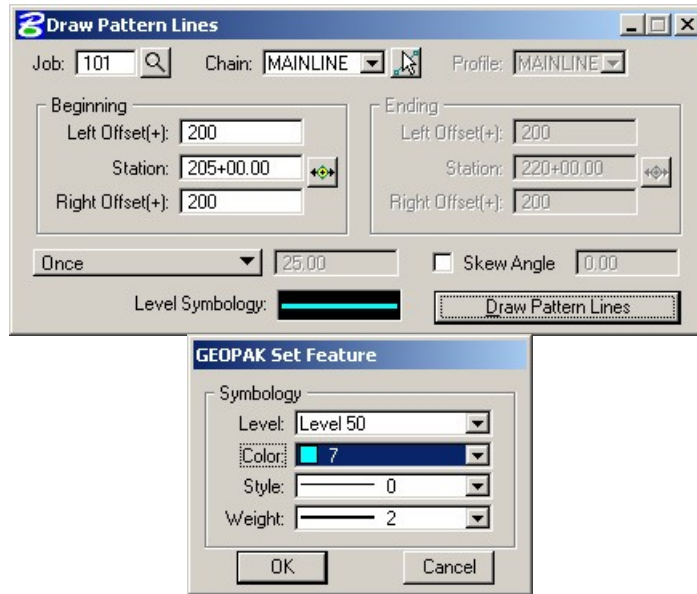 Draw Pattern Lines
Job: 101 Chain: MAINLINE Profile: MAINLINE
Beginning Ending
Left Offset(+): 200 Left Offset(+): 200
Station: 205+00.00 Station: 220+00.00
Right Offset(+): 200 Right Offset(+): 200
Once 25.00 Skew Angle 0.00
Level Symbology: Draw Pattern Lines
GEOPAK Set Feature
Symbology
Level: Level 50
Color: 7
Style: 0
Weight: 2
OK Cancel